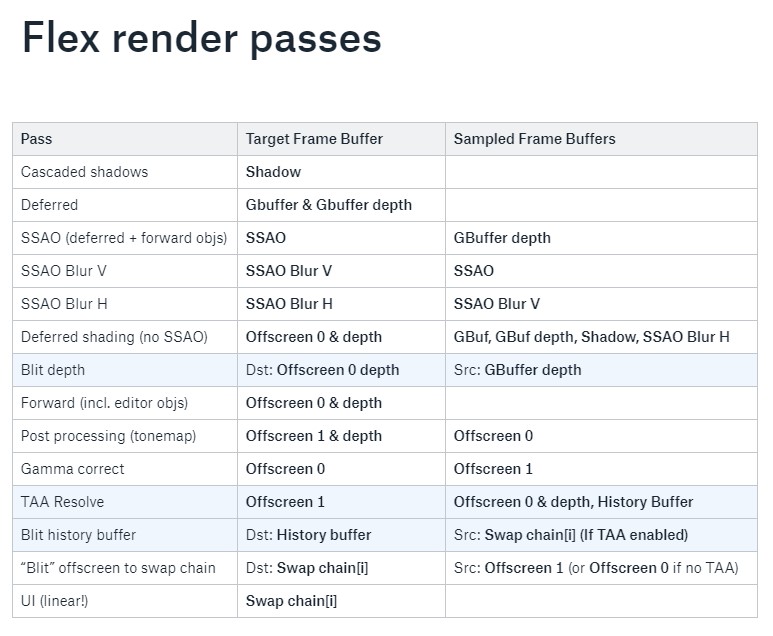 Flex render passes
Pass Target Frame Buffer Sampled Frame Buffers
Cascaded shadows Shadow
Deferred Gbuffer & Gbuffer depth
SSAO (deferred + forward objs) SSAO GBuffer depth
SSAO Blur V SSAO Blur V SSAO
SSAO Blur H SSAO Blur H SSAO Blur V
Deferred shading (no SSAO) Offscreen 0 & depth GBuf, GBuf depth, Shadow, SSAO Blur H
Blit depth Dst: Offscreen 0 depth Src: GBuffer depth
Forward (incl. editor objs) Offscreen 0 & depth
Post processing (tonemap) Offscreen 1 & depth Offscreen 0
Gamma correct Offscreen 0 Offscreen 1
TAA Resolve Offscreen 1 Offscreen 0 & depth, History Buffer
Blit history buffer Dst: History buffer Src: Swap chain[i] (If TAA enabled)
“Blit” offscreen to swap chain Dst: Swap chain[i] Src: Offscreen 1 (or Offscreen 0 if no TAA)
UI (linear!) Swap chain[i]